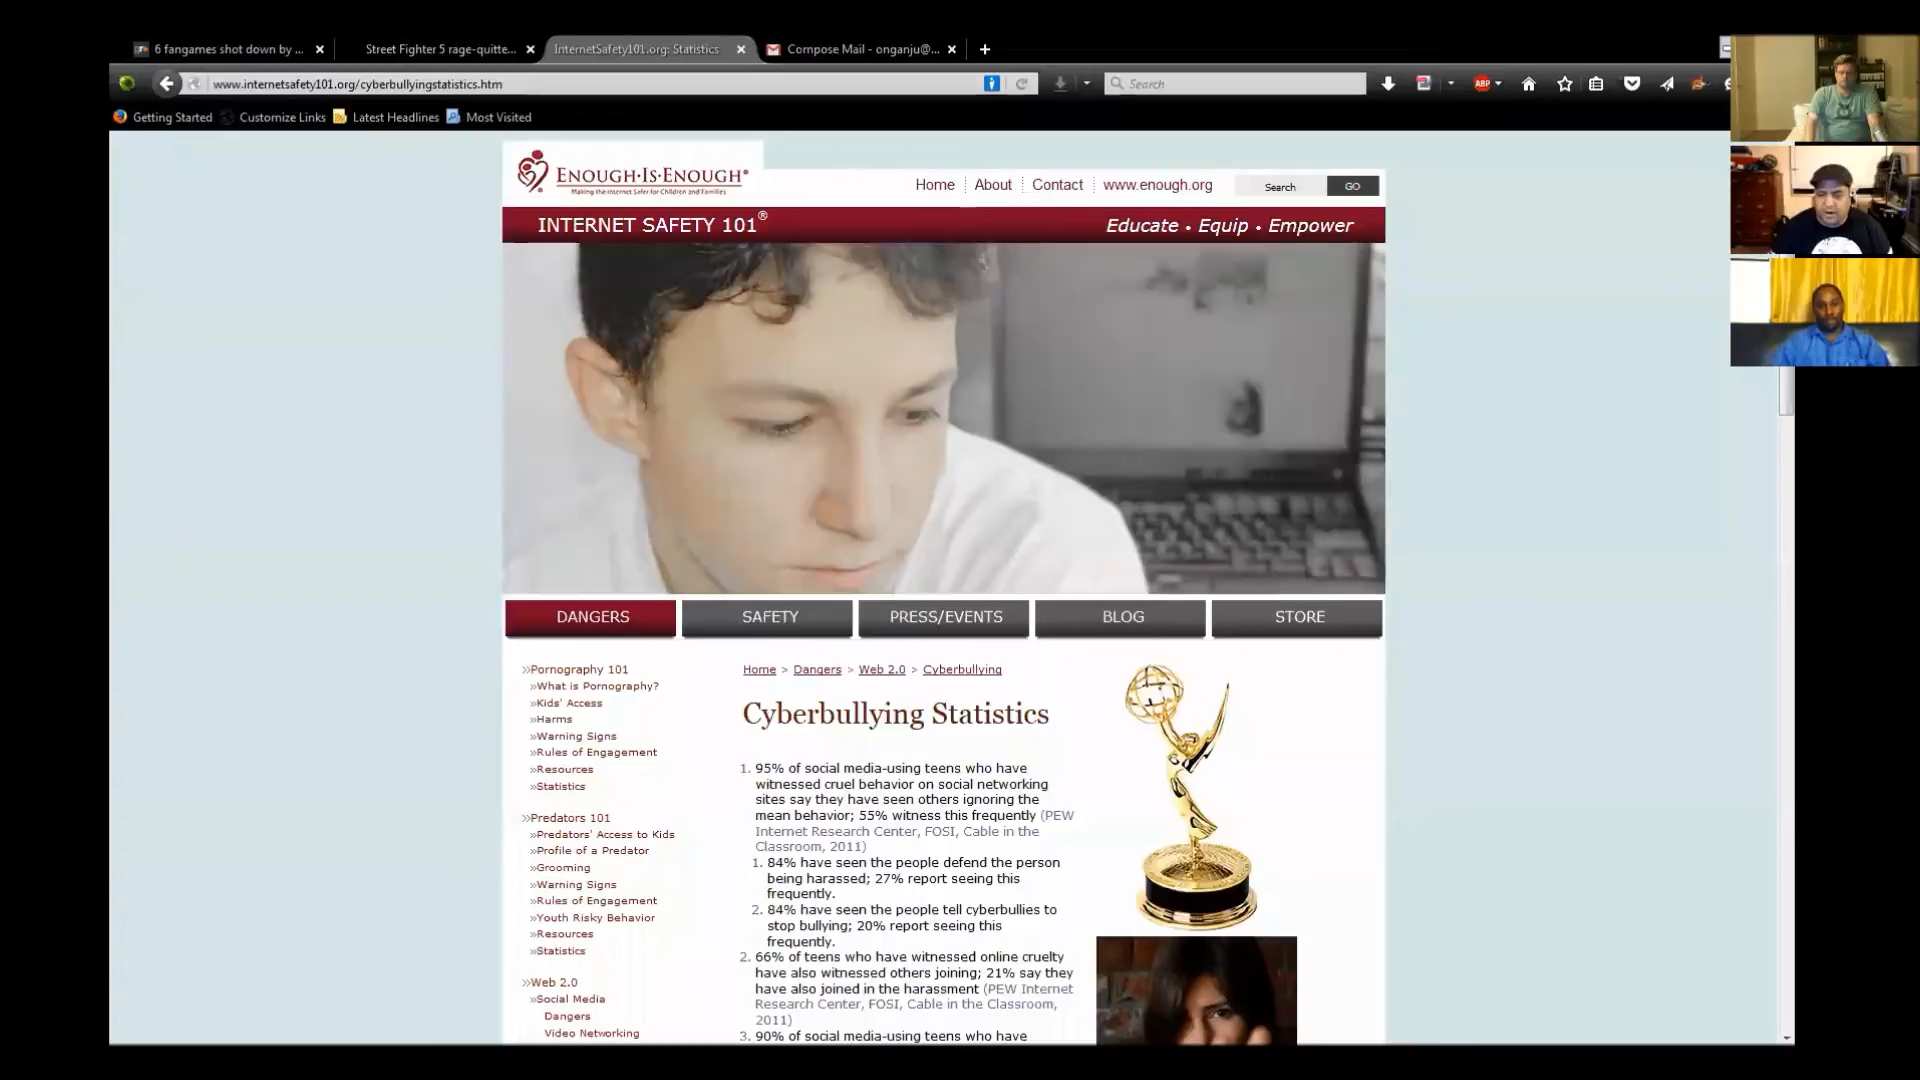 6 fangames shot down by ...
Street Fighter 5 rage-quitte...
InternetSafety101.org: Statistics
Compose Mail - onganju@...
www.internetsafety101.org/cyberbullyingstatistics.htm
Search
ABP
Getting Started
Customize Links
Latest Headlines
Most Visited
ENOUGH·IS·ENOUGH®
Making the Internet Safer for Children and Families
Home
About
Contact
www.enough.org
Search
GO
INTERNET SAFETY 101®
Educate • Equip • Empower
DANGERS
SAFETY
PRESS/EVENTS
BLOG
STORE
»Pornography 101
»What is Pornography?
»Kids' Access
»Harms
»Warning Signs
»Rules of Engagement
»Resources
»Statistics
»Predators 101
»Predators' Access to Kids
»Profile of a Predator
»Grooming
»Warning Signs
»Rules of Engagement
»Youth Risky Behavior
»Resources
»Statistics
»Web 2.0
»Social Media
Dangers
Video Networking
Home > Dangers > Web 2.0 > Cyberbullying
Cyberbullying Statistics
1. 95% of social media-using teens who have
witnessed cruel behavior on social networking
sites say they have seen others ignoring the
mean behavior; 55% witness this frequently (PEW
Internet Research Center, FOSI, Cable in the
Classroom, 2011)
1. 84% have seen the people defend the person
being harassed; 27% report seeing this
frequently.
2. 84% have seen the people tell cyberbullies to
stop bullying; 20% report seeing this
frequently.
2. 66% of teens who have witnessed online cruelty
have also witnessed others joining; 21% say they
have also joined in the harassment (PEW Internet
Research Center, FOSI, Cable in the Classroom,
2011)
3. 90% of social media-using teens who have